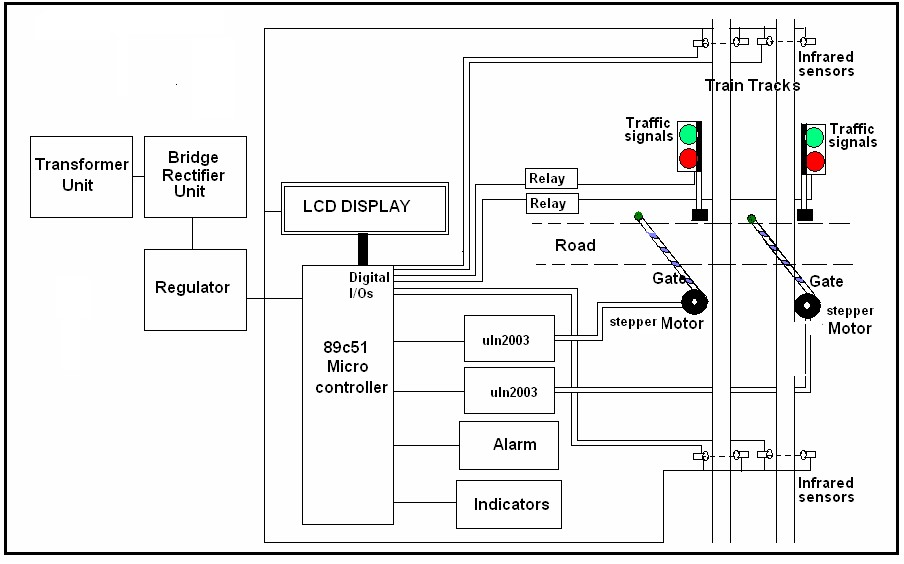 Infrared
sensors
Train Tracks
Traffic
signals
Traffic
signals
Transformer
Unit
Bridge
Rectifier
Unit
Relay
Relay
LCD DISPLAY
Road
Digital
I/Os
Gate
Gate
Regulator
stepper Motor
stepper
Motor
uln2003
89c51
Micro
controller
uln2003
Alarm
Infrared
sensors
Indicators